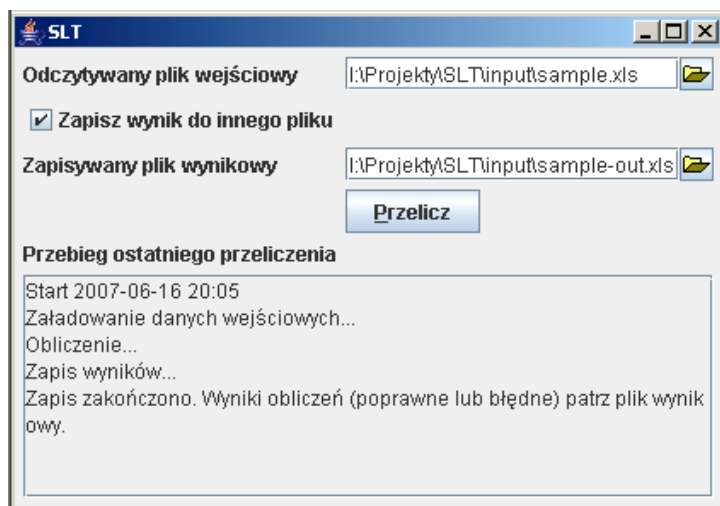 SLT
Odczytywany plik wejściowy I:\Projekty\SLT\input\sample.xls
Zapisz wynik do innego pliku
Zapisywany plik wynikowy I:\Projekty\SLT\input\sample-out.xls
Przelicz
Przebieg ostatniego przeliczenia
Start 2007-06-16 20:05
Załadowanie danych wejściowych...
Obliczenie...
Zapis wyników...
Zapis zakończono. Wyniki obliczeń (poprawne lub błędne) patrz plik wynik
owy.